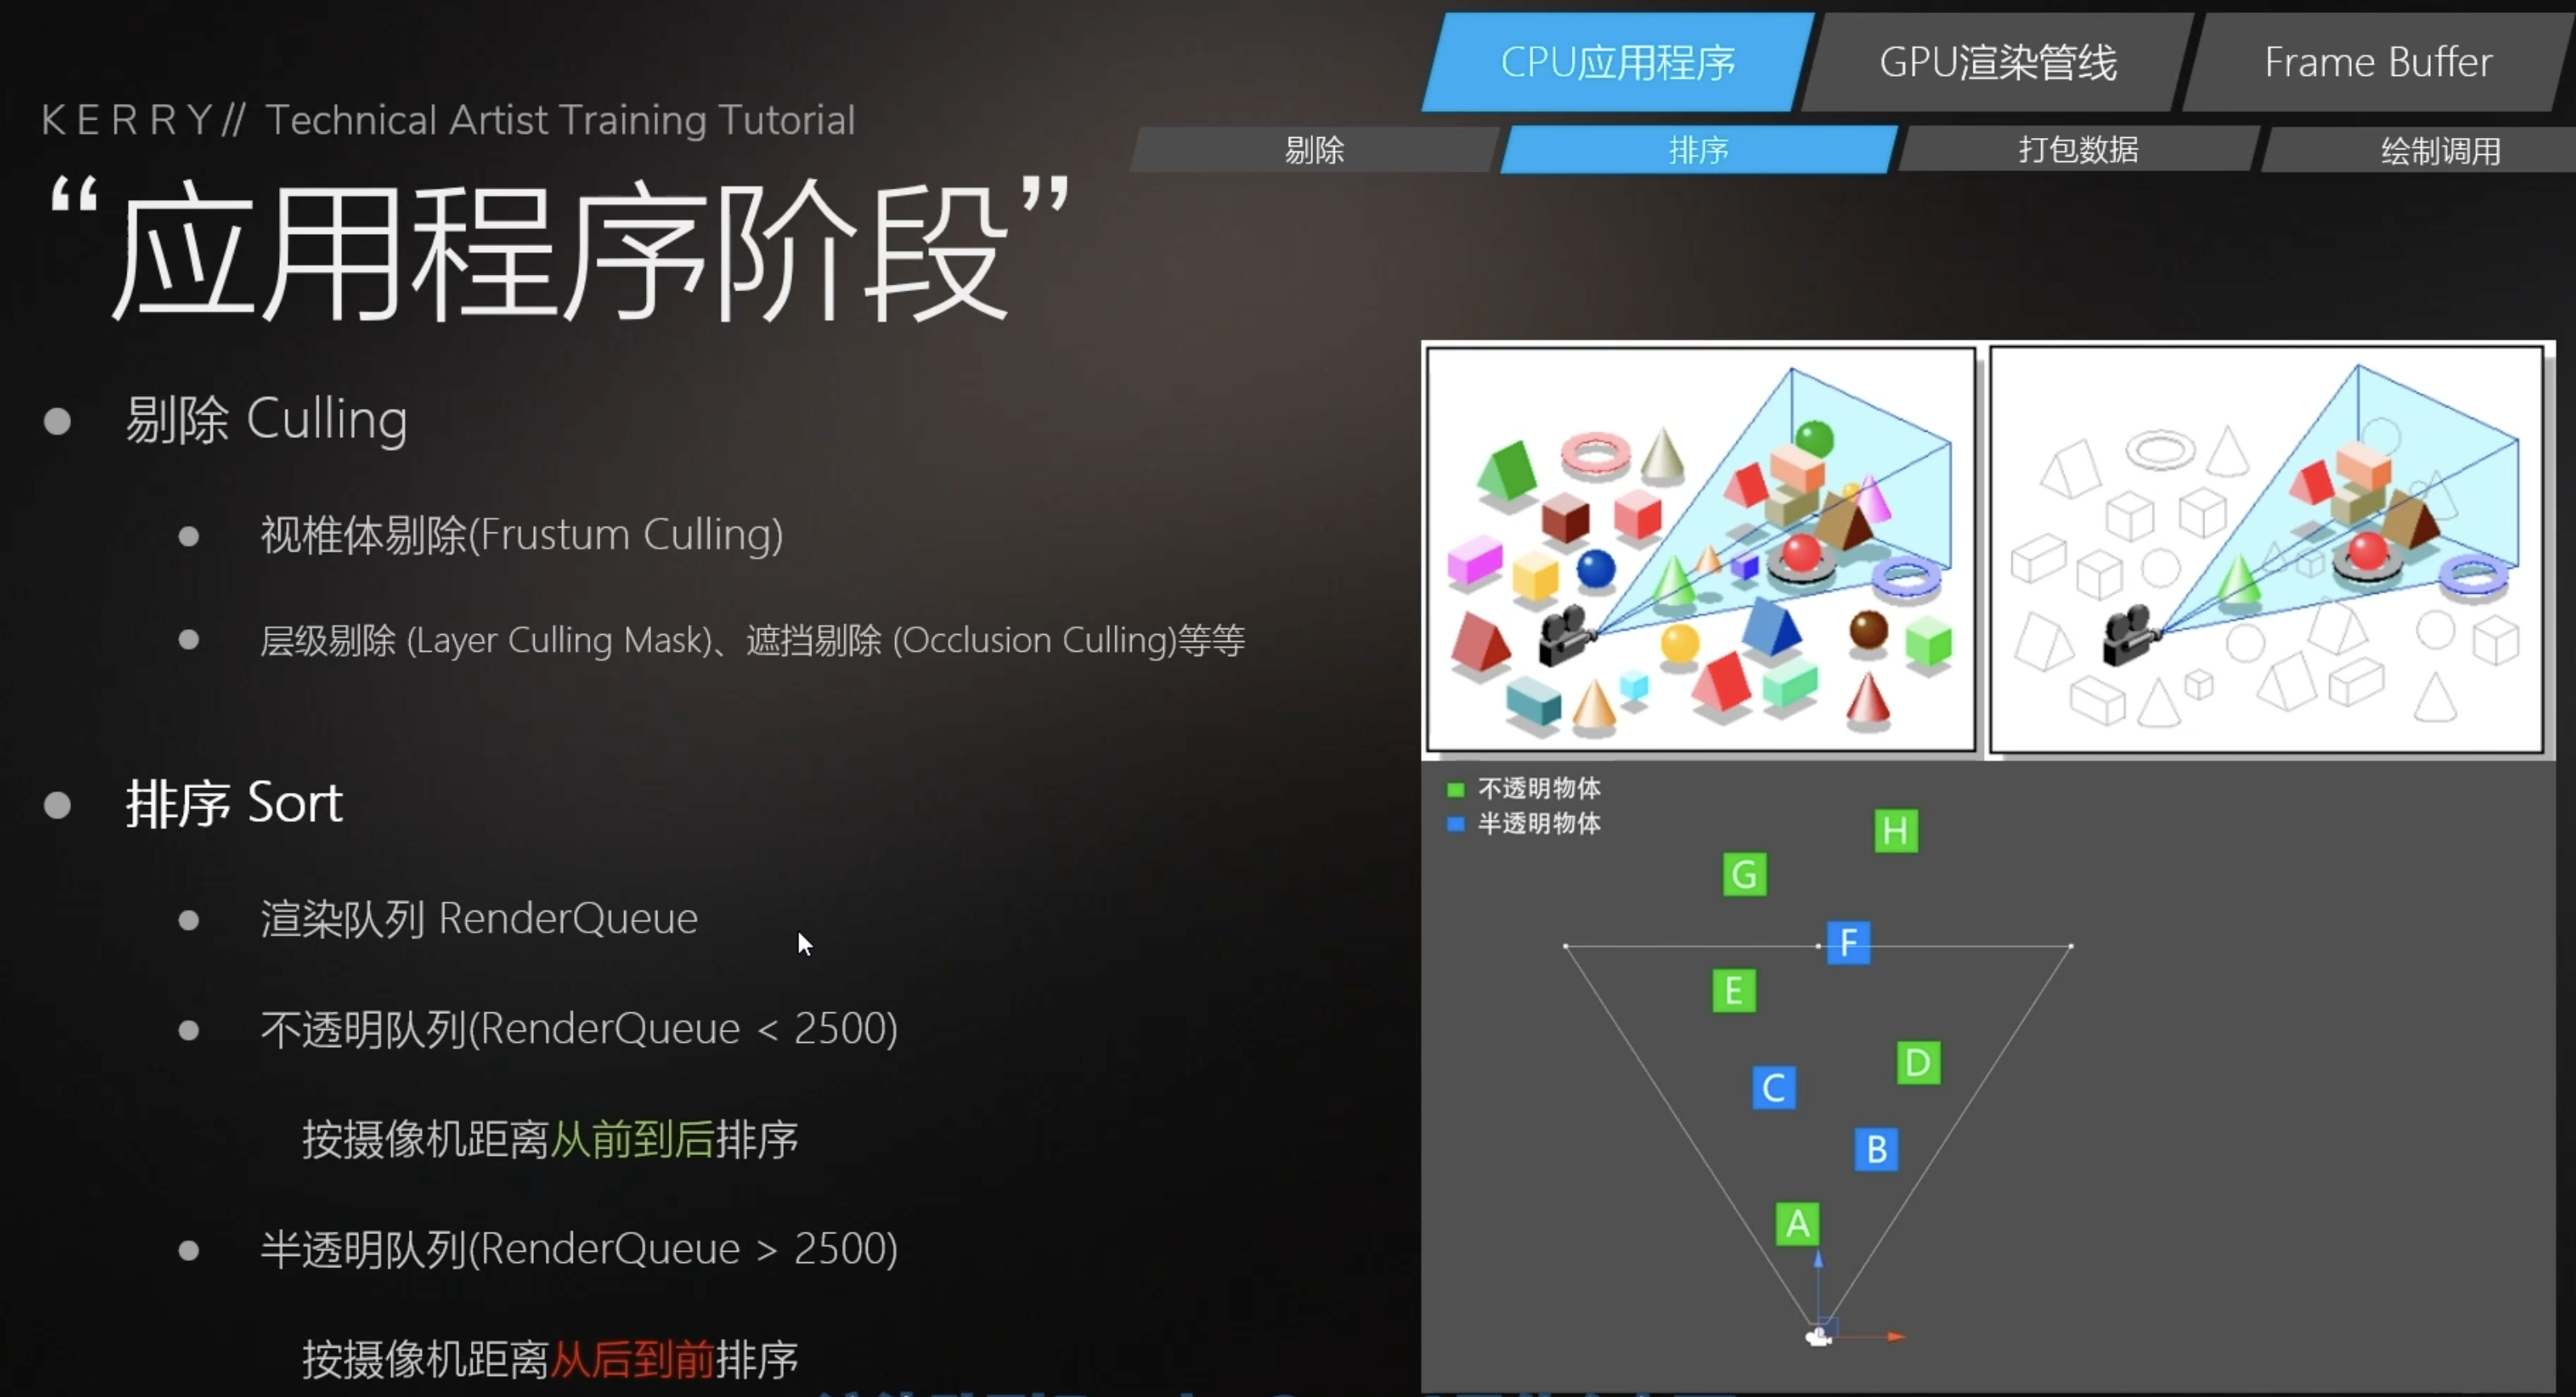 CPU应用程序
GPU渲染管线
Frame Buffer
KERRY// Technical Artist Training Tutorial
剔除
排序
打包数据
绘制调用
“应用程序阶段”
剔除 Culling
视椎体剔除(Frustum Culling)
层级剔除 (Layer Culling Mask)、遮挡剔除 (Occlusion Culling)等等
排序 Sort
渲染队列 RenderQueue
不透明队列(RenderQueue < 2500)
按摄像机距离从前到后排序
半透明队列(RenderQueue > 2500)
按摄像机距离从后到前排序
不透明物体
半透明物体
H
G
F
E
D
C
B
A